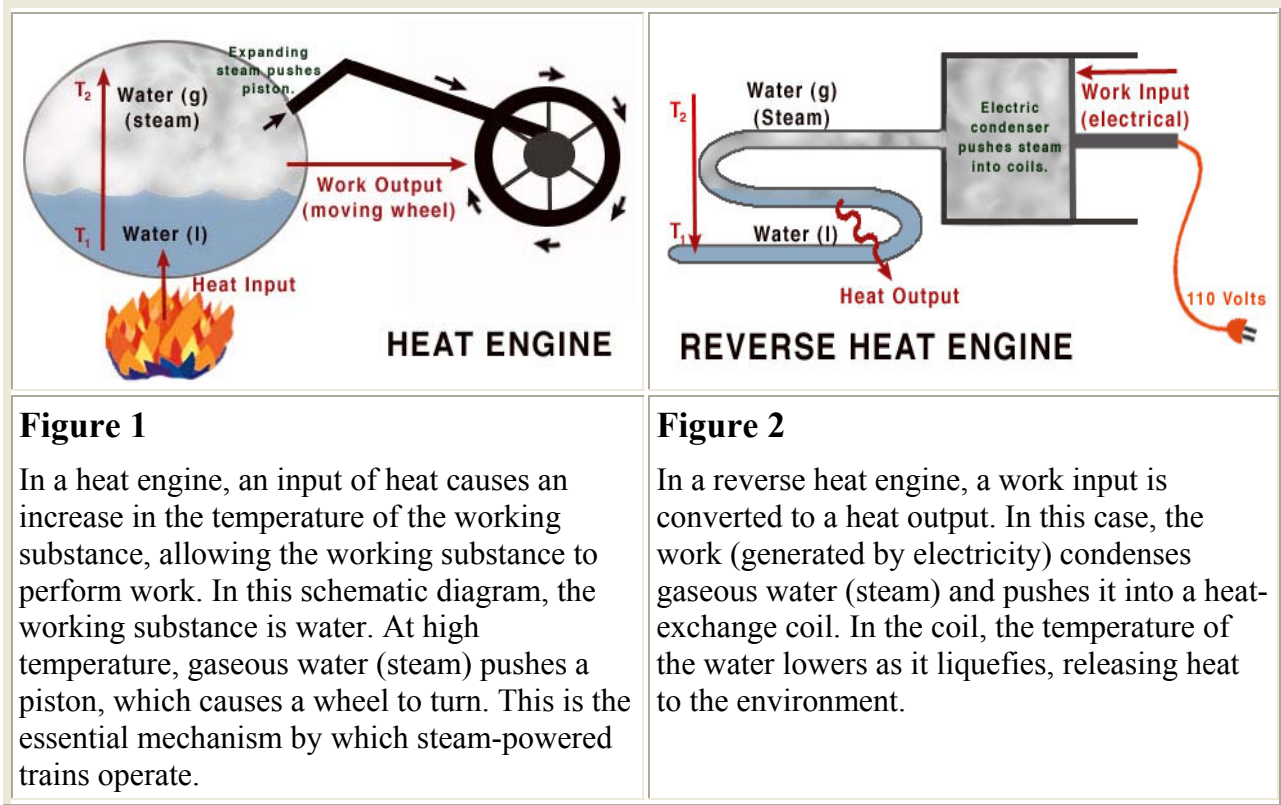 Expanding
steam pushes
piston.
T₂
Water (g)
(steam)
Work Output
(moving wheel)
T₁
Water (l)
Heat Input
HEAT ENGINE
Water (g)
(Steam)
T₂
Electric
condenser
pushes steam
into coils.
Work Input
(electrical)
T₁
Water (l)
Heat Output
110 Volts
REVERSE HEAT ENGINE
Figure 1
In a heat engine, an input of heat causes an
increase in the temperature of the working
substance, allowing the working substance to
perform work. In this schematic diagram, the
working substance is water. At high
temperature, gaseous water (steam) pushes a
piston, which causes a wheel to turn. This is the
essential mechanism by which steam-powered
trains operate.
Figure 2
In a reverse heat engine, a work input is
converted to a heat output. In this case, the
work (generated by electricity) condenses
gaseous water (steam) and pushes it into a heat-
exchange coil. In the coil, the temperature of
the water lowers as it liquefies, releasing heat
to the environment.